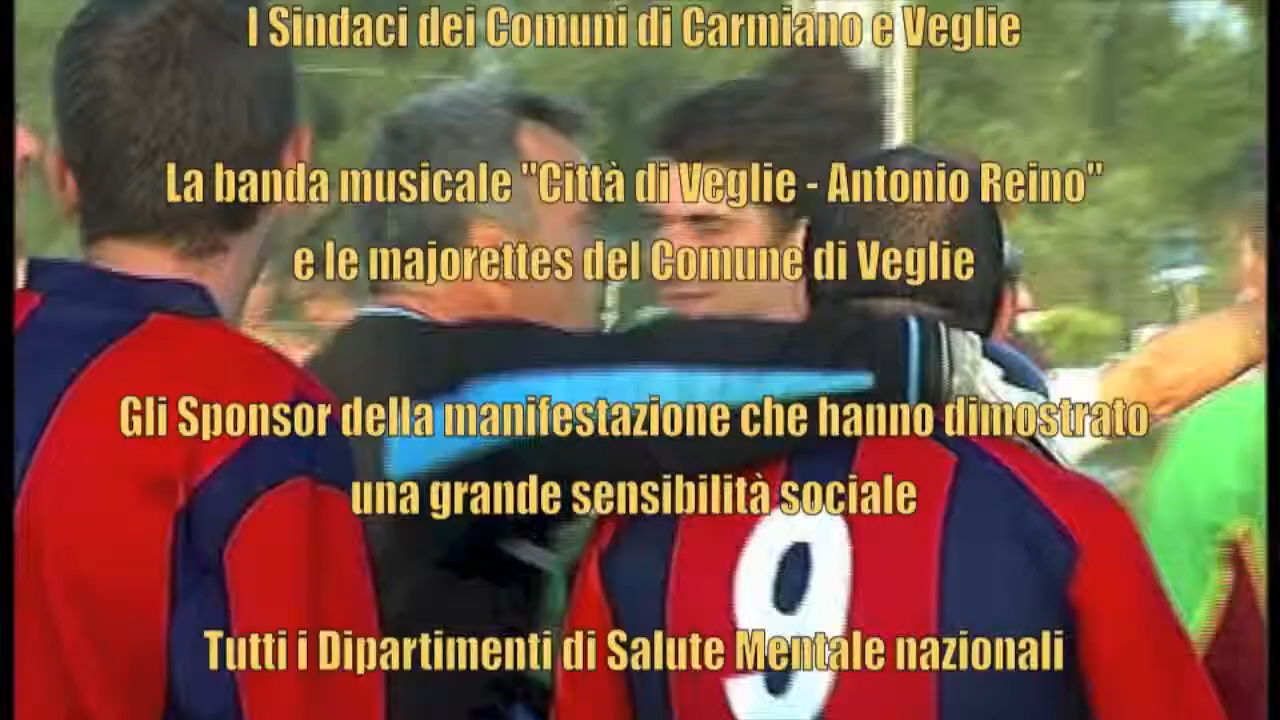 I Sindaci dei Comuni di Carmiano e Veglie
La banda musicale "Città di Veglie - Antonio Reino"
e le majorettes del Comune di Veglie
Gli Sponsor della manifestazione che hanno dimostrato
una grande sensibilità sociale
9
Tutti i Dipartimenti di Salute Mentale nazionali